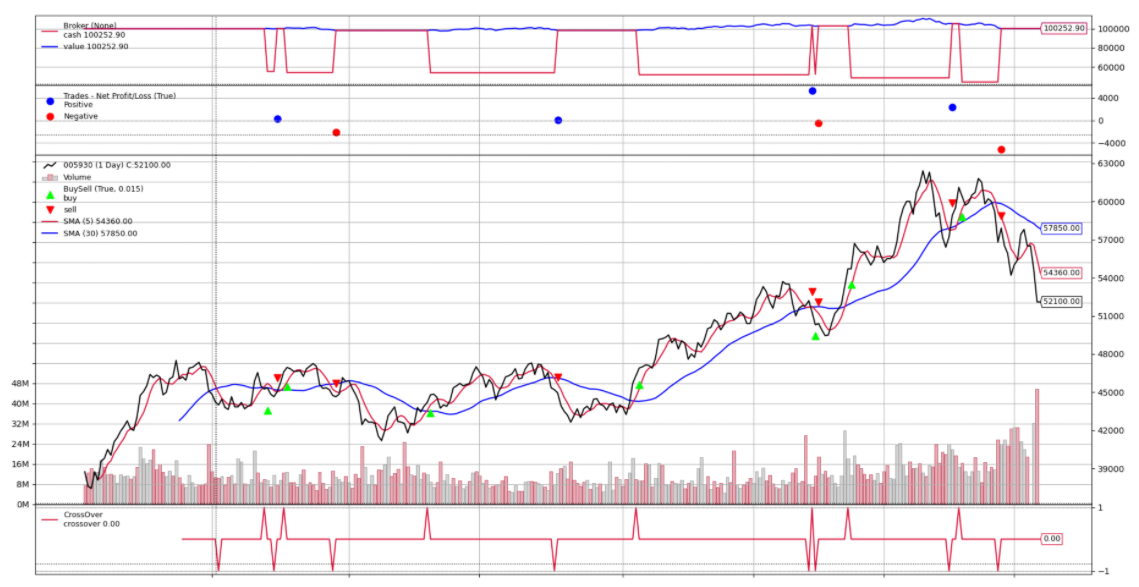 Broker (None)
cash 100252.90
value 100252.90
100252.90
100000
80000
60000
Trades - Net Profit/Loss (True)
Positive
Negative
4000
0
−4000
005930 (1 Day) C:52100.00
Volume
BuySell (True, 0.015)
buy
sell
SMA (5) 54360.00
SMA (30) 57850.00
63000
60000
57850.00
57000
54360.00
54000
52100.00
51000
48000
45000
42000
39000
48M
40M
32M
24M
16M
8M
0M
CrossOver
crossover 0.00
1
0.00
−1